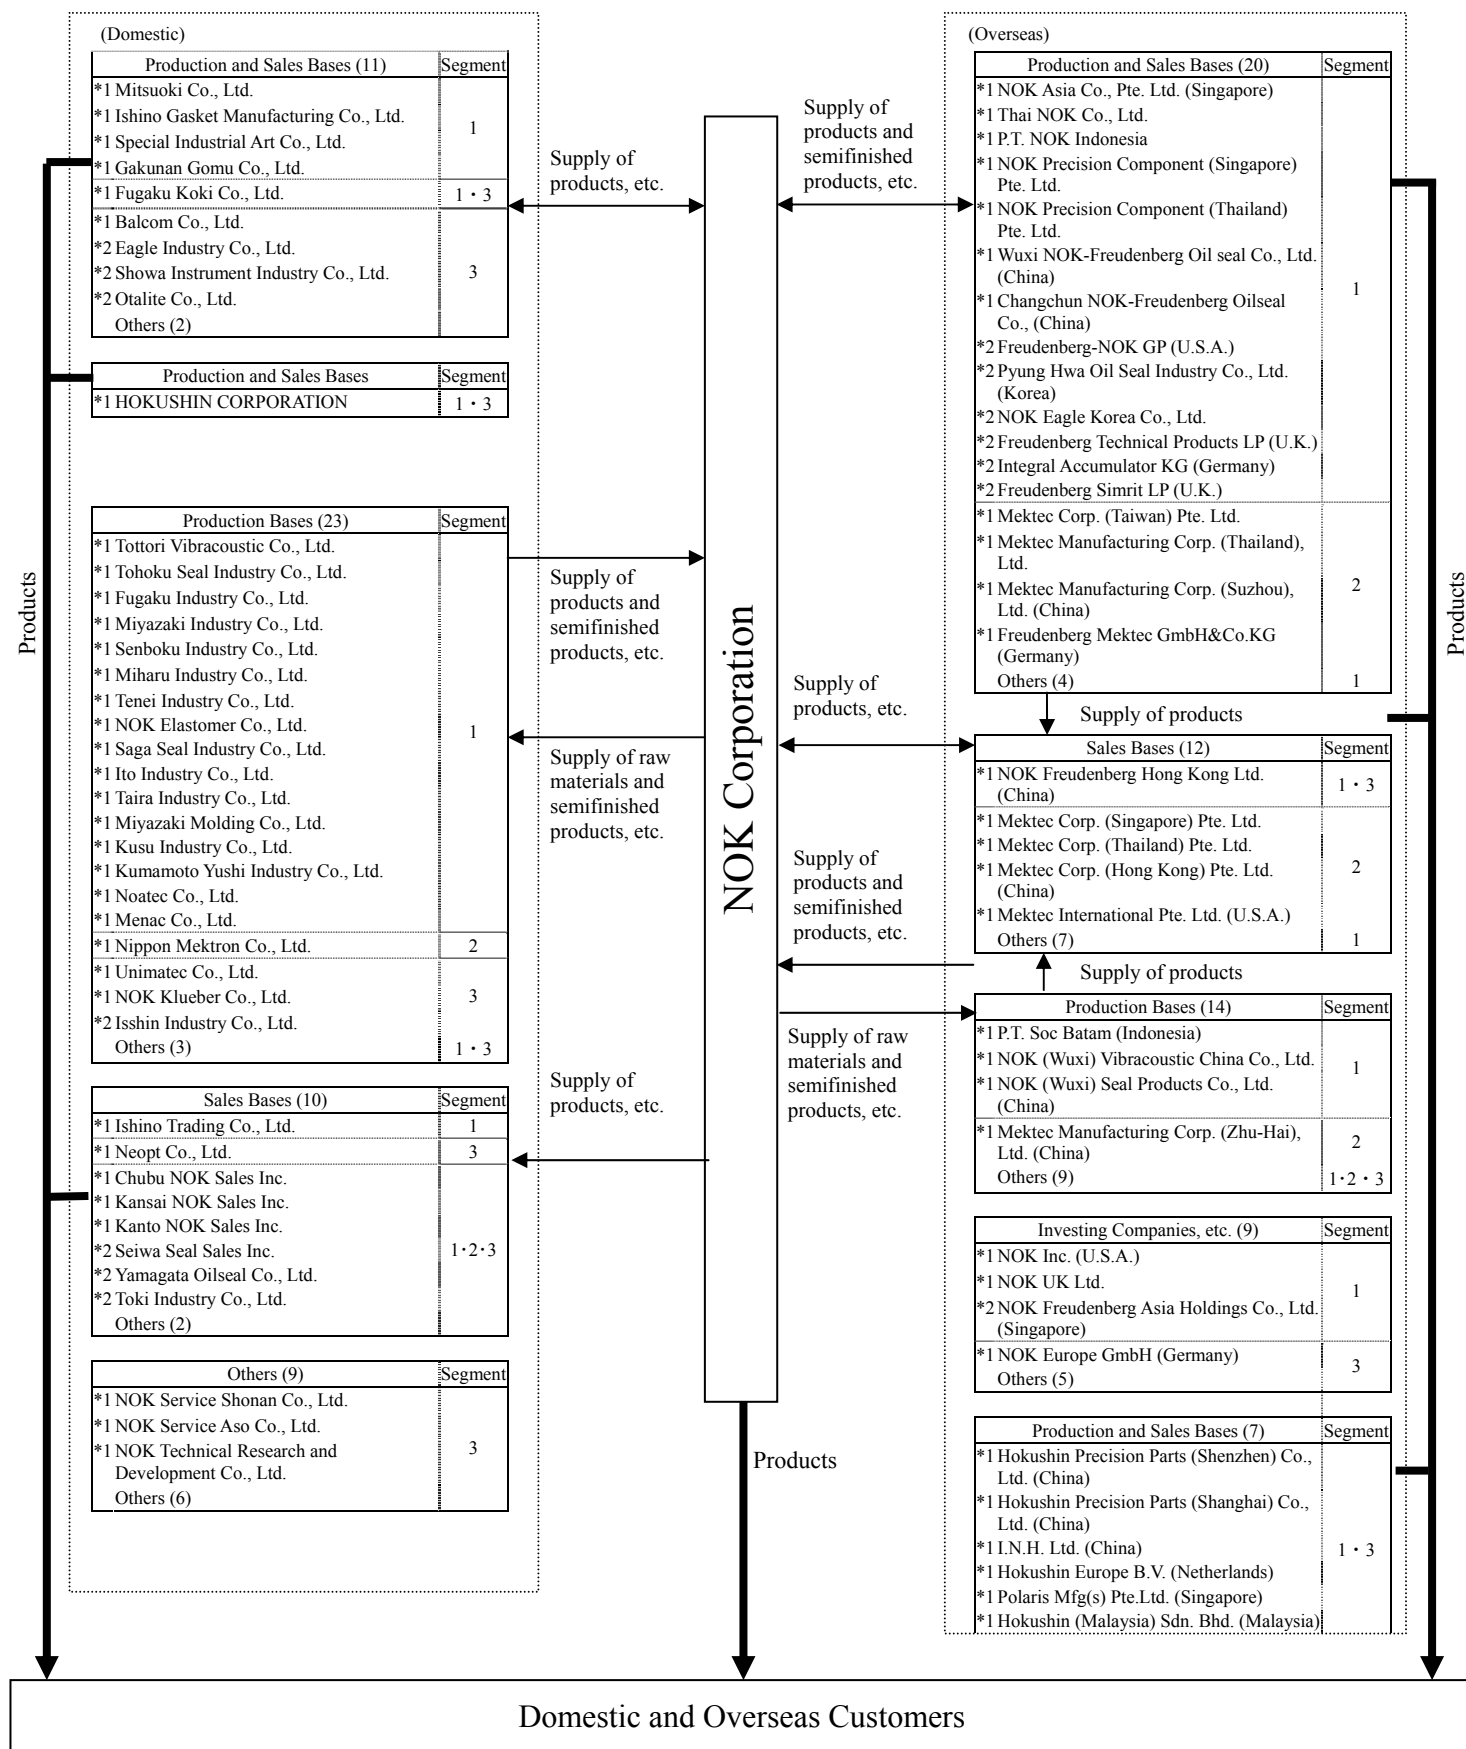 (Domestic)
Production and Sales Bases (11) Segment
*1 Mitsuoki Co., Ltd.
*1 Ishino Gasket Manufacturing Co., Ltd.
1
*1 Special Industrial Art Co., Ltd.
*1 Gakunan Gomu Co., Ltd.
*1 Fugaku Koki Co., Ltd. 1・3
*1 Balcom Co., Ltd.
*2 Eagle Industry Co., Ltd.
*2 Showa Instrument Industry Co., Ltd. 3
*2 Otalite Co., Ltd.
Others (2)
Production and Sales Bases Segment
*1 HOKUSHIN CORPORATION 1・3
Production Bases (23) Segment
*1 Tottori Vibracoustic Co., Ltd.
*1 Tohoku Seal Industry Co., Ltd.
*1 Fugaku Industry Co., Ltd.
*1 Miyazaki Industry Co., Ltd.
*1 Senboku Industry Co., Ltd.
*1 Miharu Industry Co., Ltd.
*1 Tenei Industry Co., Ltd.
*1 NOK Elastomer Co., Ltd.
1
*1 Saga Seal Industry Co., Ltd.
*1 Ito Industry Co., Ltd.
*1 Taira Industry Co., Ltd.
*1 Miyazaki Molding Co., Ltd.
*1 Kusu Industry Co., Ltd.
*1 Kumamoto Yushi Industry Co., Ltd.
*1 Noatec Co., Ltd.
*1 Menac Co., Ltd.
*1 Nippon Mektron Co., Ltd. 2
*1 Unimatec Co., Ltd.
*1 NOK Klueber Co., Ltd. 3
*2 Isshin Industry Co., Ltd.
Others (3) 1・3
Sales Bases (10) Segment
*1 Ishino Trading Co., Ltd. 1
*1 Neopt Co., Ltd. 3
*1 Chubu NOK Sales Inc.
*1 Kansai NOK Sales Inc.
*1 Kanto NOK Sales Inc.
*2 Seiwa Seal Sales Inc. 1・2・3
*2 Yamagata Oilseal Co., Ltd.
*2 Toki Industry Co., Ltd.
Others (2)
Others (9) Segment
*1 NOK Service Shonan Co., Ltd.
*1 NOK Service Aso Co., Ltd.
*1 NOK Technical Research and 3
Development Co., Ltd.
Others (6)
Products
Supply of
products, etc.
Supply of
products and
semifinished
products, etc.
Supply of raw
materials and
semifinished
products, etc.
Supply of
products, etc.
NOK Corporation
Products
Supply of
products and
semifinished
products, etc.
Supply of
products, etc.
Supply of
products and
semifinished
products, etc.
Supply of raw
materials and
semifinished
products, etc.
(Overseas)
Production and Sales Bases (20) Segment
*1 NOK Asia Co., Pte. Ltd. (Singapore)
*1 Thai NOK Co., Ltd.
*1 P.T. NOK Indonesia
*1 NOK Precision Component (Singapore)
Pte. Ltd.
*1 NOK Precision Component (Thailand)
Pte. Ltd.
*1 Wuxi NOK-Freudenberg Oil seal Co., Ltd.
(China)
1
*1 Changchun NOK-Freudenberg Oilseal
Co., (China)
*2 Freudenberg-NOK GP (U.S.A.)
*2 Pyung Hwa Oil Seal Industry Co., Ltd.
(Korea)
*2 NOK Eagle Korea Co., Ltd.
*2 Freudenberg Technical Products LP (U.K.)
*2 Integral Accumulator KG (Germany)
*2 Freudenberg Simrit LP (U.K.)
*1 Mektec Corp. (Taiwan) Pte. Ltd.
*1 Mektec Manufacturing Corp. (Thailand),
Ltd.
*1 Mektec Manufacturing Corp. (Suzhou), 2
Ltd. (China)
*1 Freudenberg Mektec GmbH&Co.KG
(Germany)
Others (4) 1
Supply of products
Sales Bases (12) Segment
*1 NOK Freudenberg Hong Kong Ltd. 1・3
(China)
*1 Mektec Corp. (Singapore) Pte. Ltd.
*1 Mektec Corp. (Thailand) Pte. Ltd.
*1 Mektec Corp. (Hong Kong) Pte. Ltd. 2
(China)
*1 Mektec International Pte. Ltd. (U.S.A.)
Others (7) 1
Supply of products
Production Bases (14) Segment
*1 P.T. Soc Batam (Indonesia)
*1 NOK (Wuxi) Vibracoustic China Co., Ltd. 1
*1 NOK (Wuxi) Seal Products Co., Ltd.
(China)
*1 Mektec Manufacturing Corp. (Zhu-Hai), 2
Ltd. (China)
Others (9) 1・2・3
Investing Companies, etc. (9) Segment
*1 NOK Inc. (U.S.A.)
*1 NOK UK Ltd. 1
*2 NOK Freudenberg Asia Holdings Co., Ltd.
(Singapore)
*1 NOK Europe GmbH (Germany) 3
Others (5)
Production and Sales Bases (7) Segment
*1 Hokushin Precision Parts (Shenzhen) Co.,
Ltd. (China)
*1 Hokushin Precision Parts (Shanghai) Co.,
Ltd. (China)
*1 I.N.H. Ltd. (China) 1・3
*1 Hokushin Europe B.V. (Netherlands)
*1 Polaris Mfg(s) Pte.Ltd. (Singapore)
*1 Hokushin (Malaysia) Sdn. Bhd. (Malaysia)
Products
Domestic and Overseas Customers